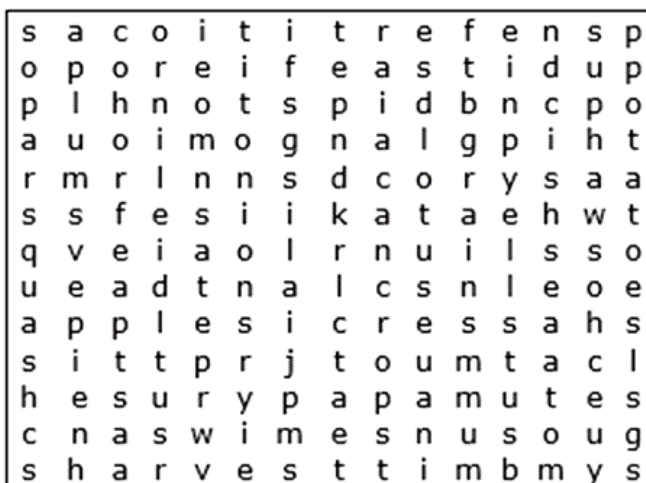 s a c o i t i t r e f e n s p
o p o r e i f e a s t i d u p
p l h n o t s p i d b n c p o
a u o i m o g n a l g p i h t
r m r l n n s d c o r y s a a
s s f e s i i k a t a e h w t
q v e i a o l r n u i l s s o
u e a d t n a l c s n l e o e
a p p l e s i c r e s s a h s
s i t t p r j t o u m t a c l
h e s u r y p a p a m u t e s
c n a s w i m e s n u s o u g
s h a r v e s t t i m b m y s